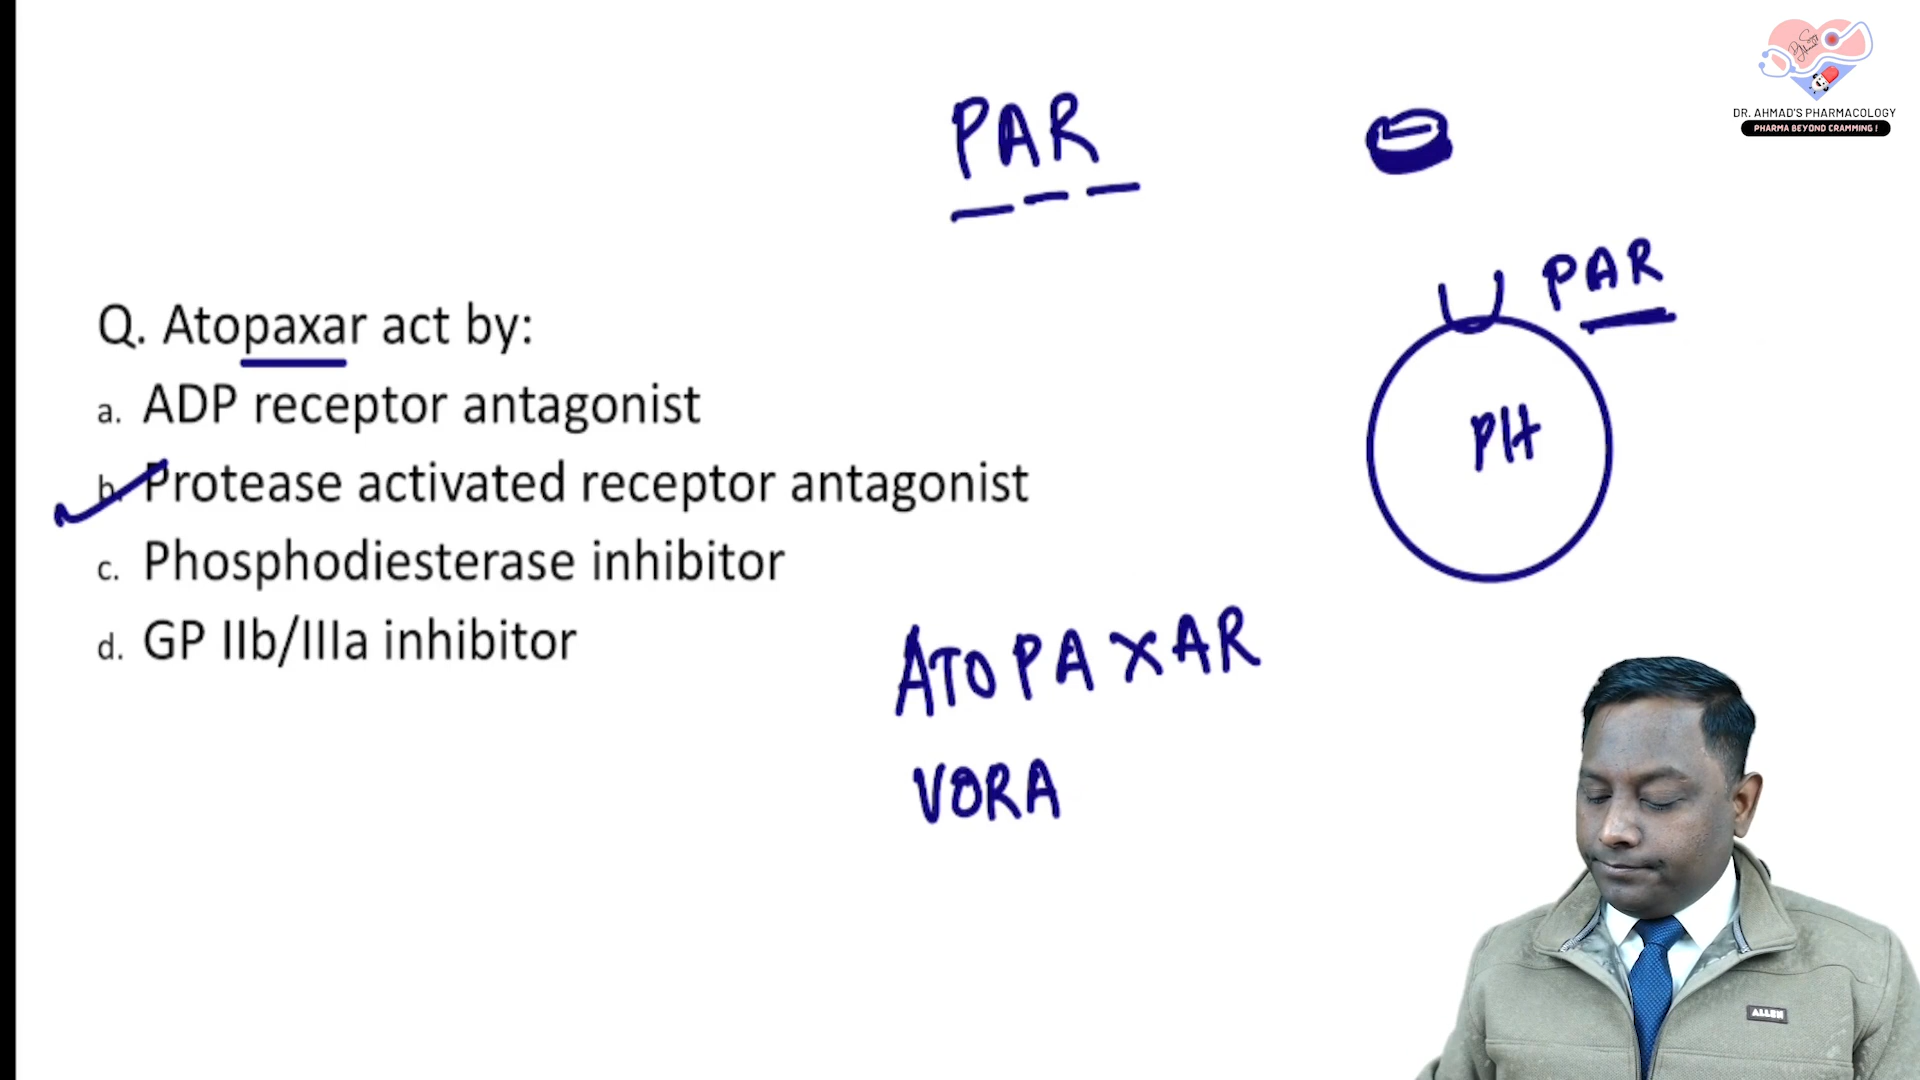 DR. AHMAD'S PHARMACOLOGY
PHARMA BEYOND CRAMMING !
PAR
PAR
PH
Q. Atopaxar act by:
a. ADP receptor antagonist
b. Protease activated receptor antagonist
c. Phosphodiesterase inhibitor
d. GP IIb/IIIa inhibitor
ATOPAXAR
VORA
ALLEN